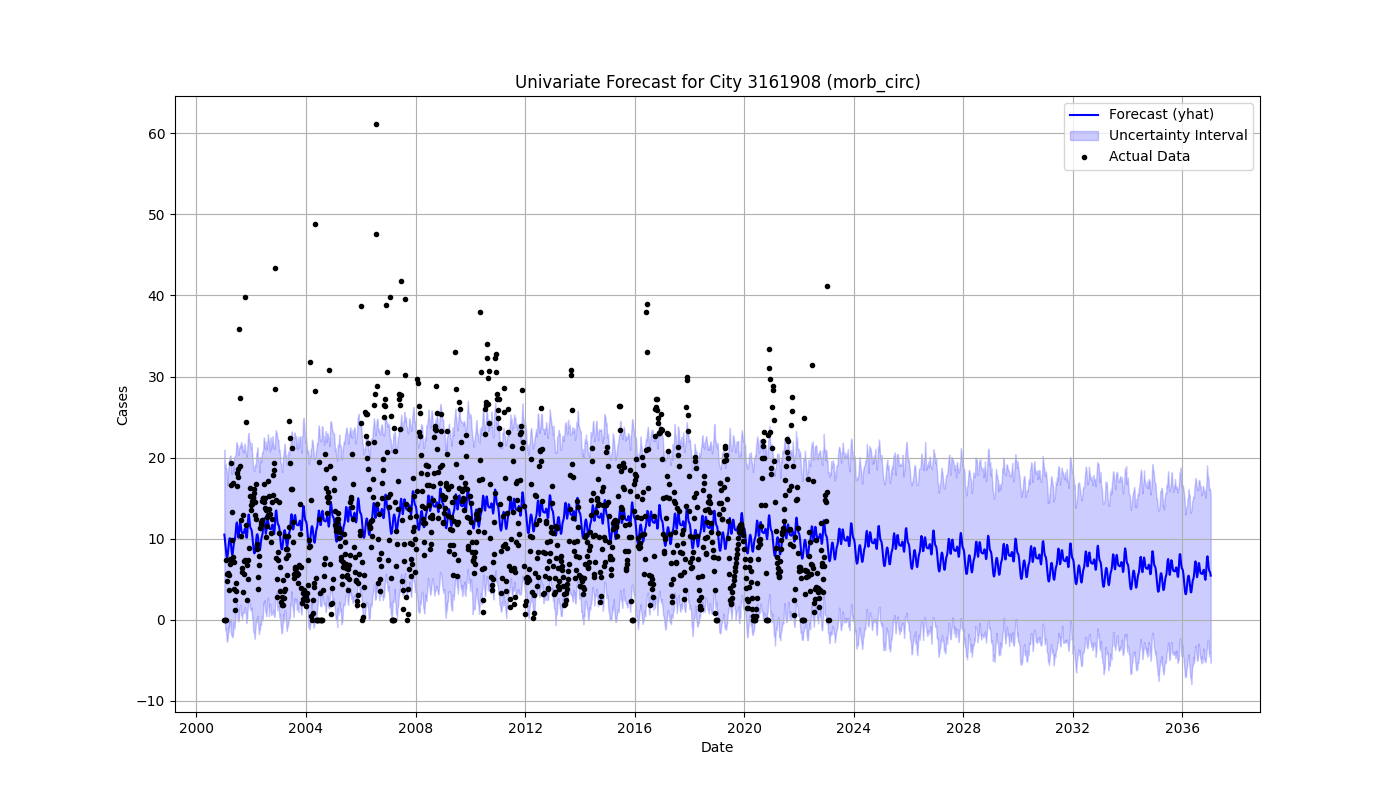 Univariate Forecast for City 3161908 (morb_circ)
Forecast (yhat)
Uncertainty Interval
Actual Data
Cases
60
50
40
30
20
10
0
−10
2000 2004 2008 2012 2016 2020 2024 2028 2032 2036
Date